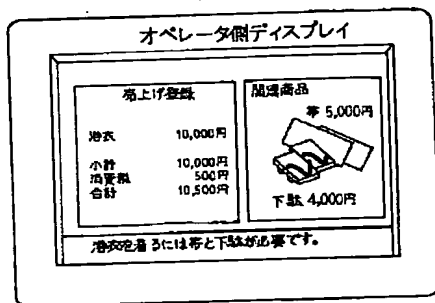 オペレータ側ディスプレイ
売上げ登録
浴衣 10,000円
小計 10,000円
消費税 500円
合計 10,500円
関連商品
帯 5,000円
下駄 4,000円
浴衣を着るには帯と下駄が必要です。